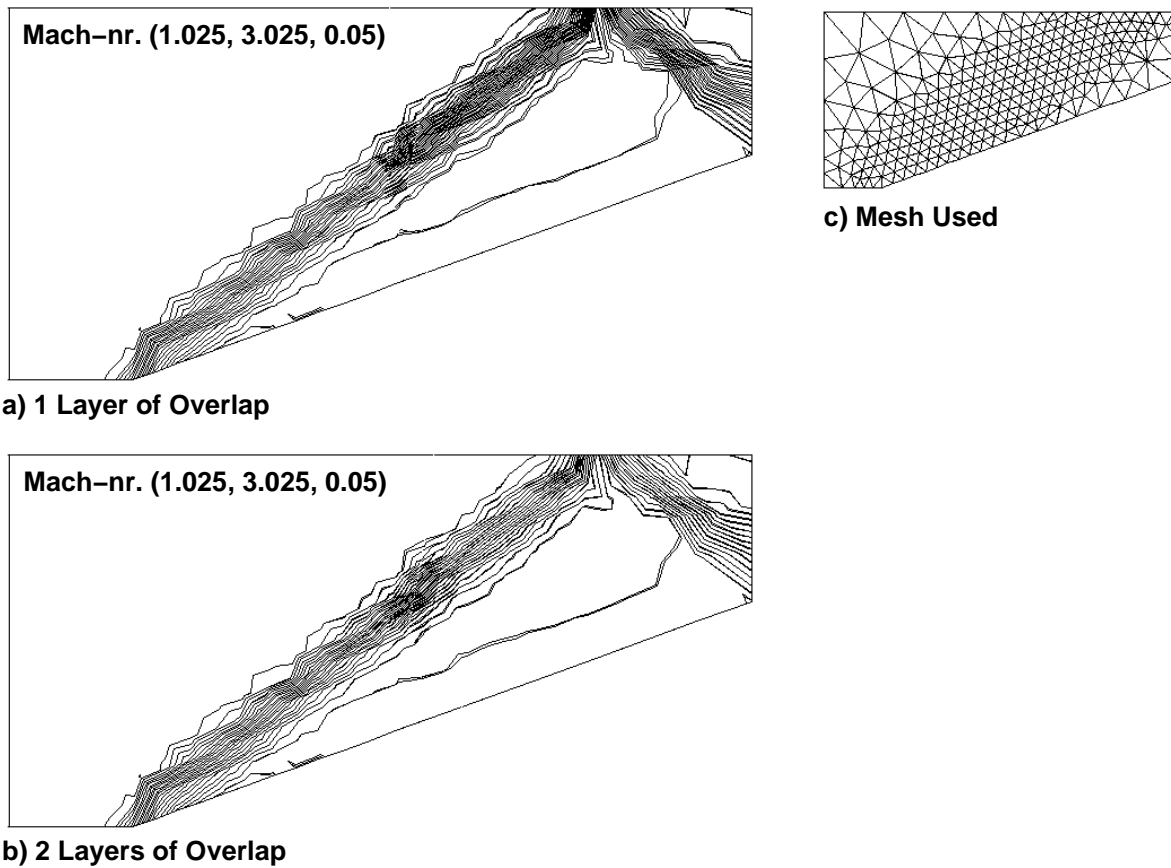 Mach−nr. (1.025, 3.025, 0.05)
a) 1 Layer of Overlap
c) Mesh Used
Mach−nr. (1.025, 3.025, 0.05)
b) 2 Layers of Overlap